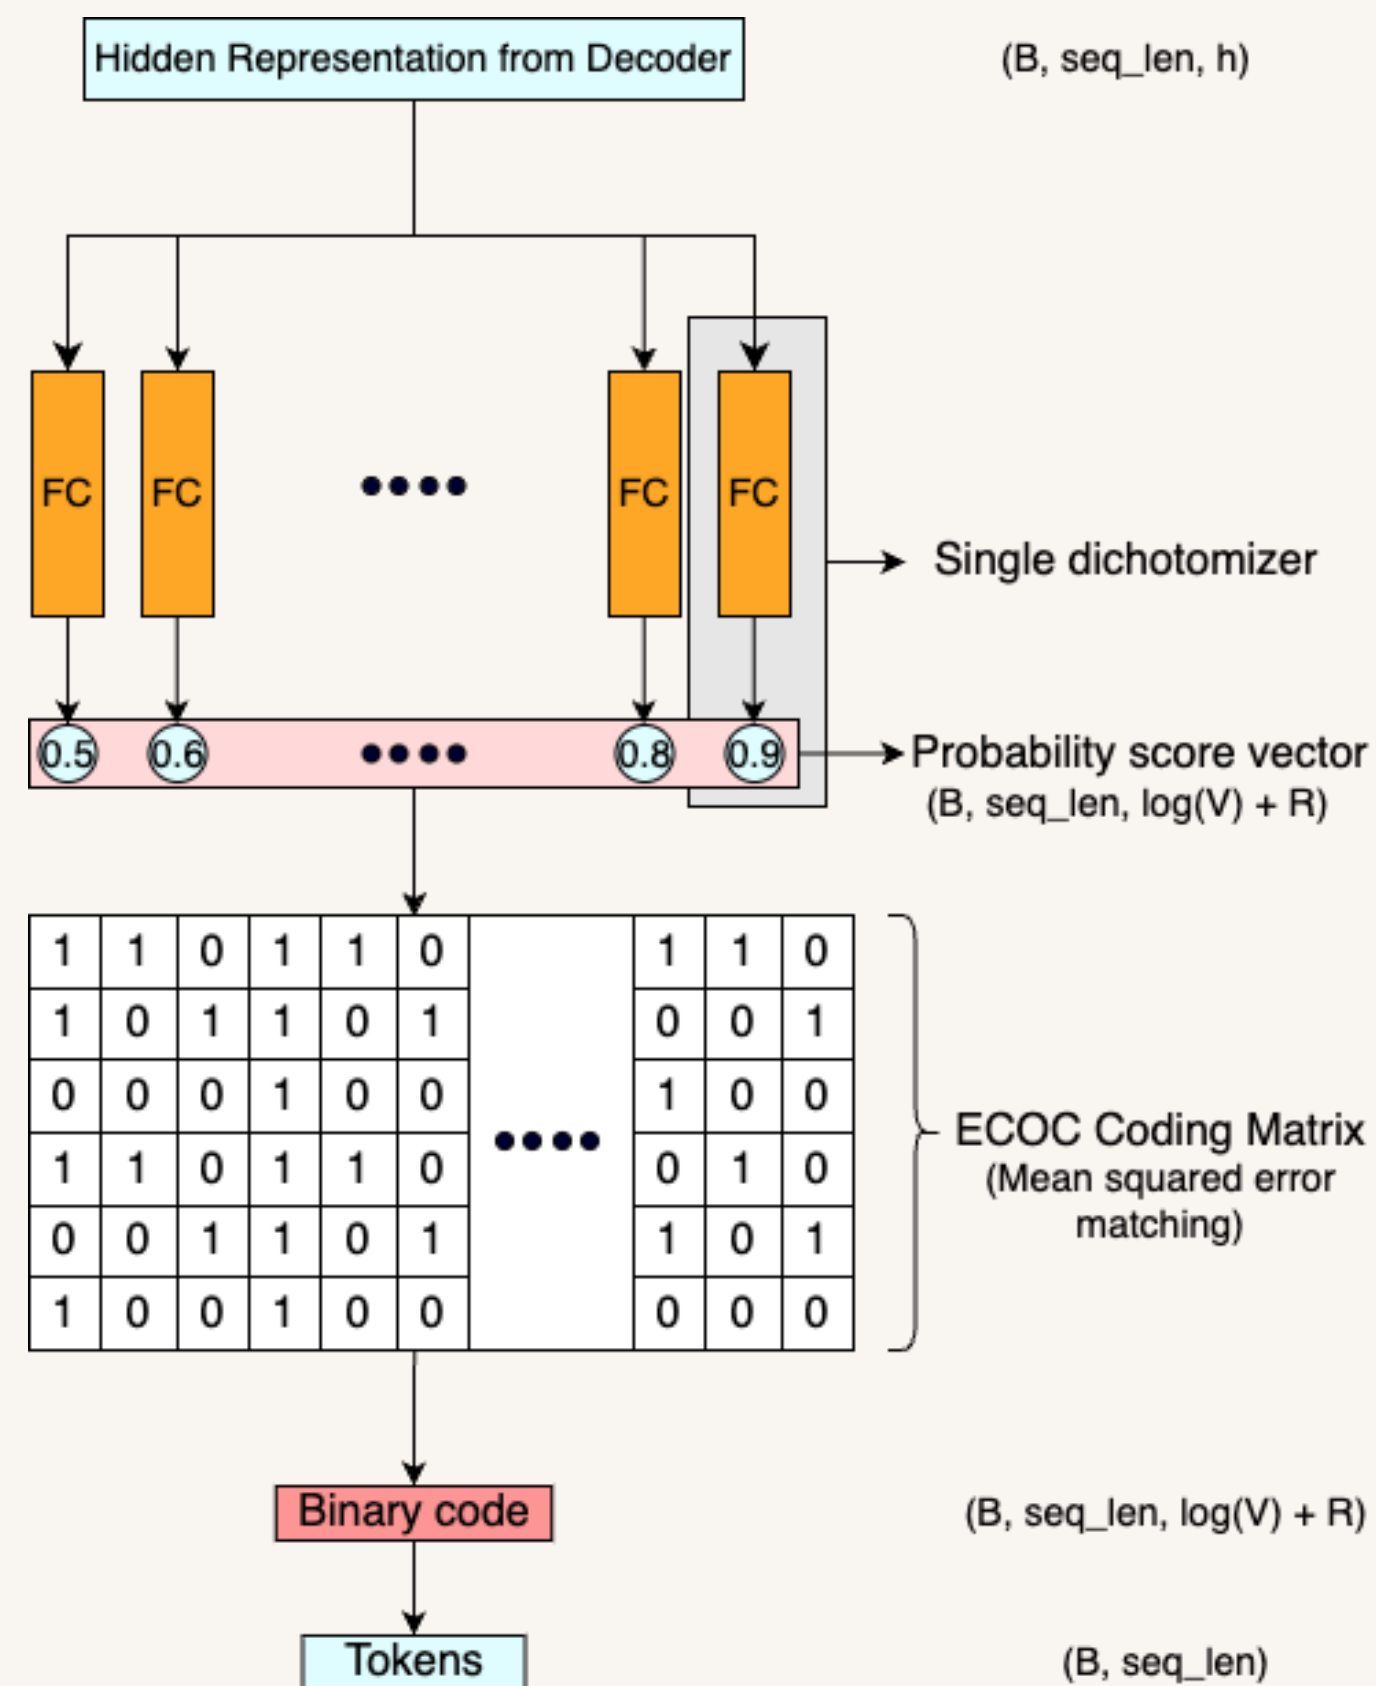 Hidden Representation from Decoder (B, seq_len, h)
FC FC FC FC
Single dichotomizer
0.5 0.6 0.8 0.9 Probability score vector
(B, seq_len, log(V) + R)
1 1 0 1 1 0 1 1 0
1 0 1 1 0 1 0 0 1
0 0 0 1 0 0 1 0 0
ECOC Coding Matrix
1 1 0 1 1 0 0 1 0
(Mean squared error
matching)
0 0 1 1 0 1 1 0 1
1 0 0 1 0 0 0 0 0
Binary code (B, seq_len, log(V) + R)
Tokens (B, seq_len)